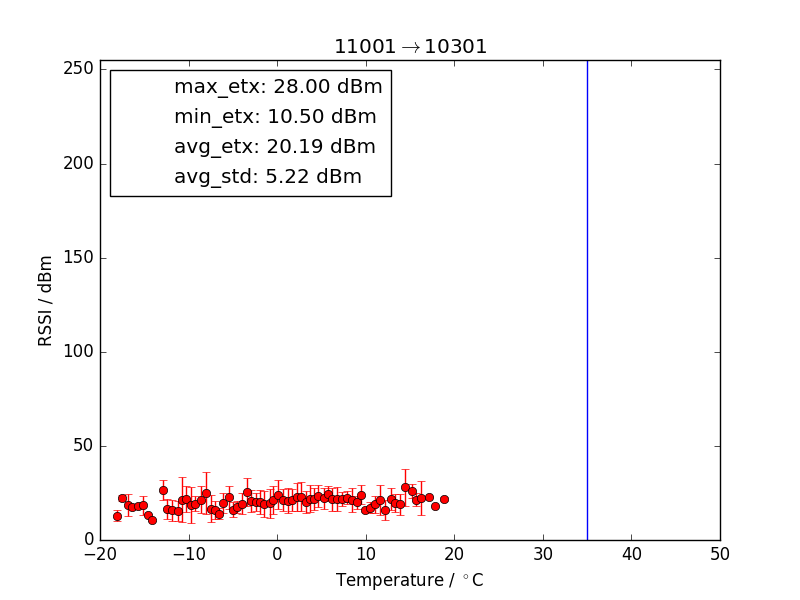 11001→10301
max_etx: 28.00 dBm
min_etx: 10.50 dBm
avg_etx: 20.19 dBm
avg_std: 5.22 dBm
RSSI / dBm
250
200
150
100
50
0
−20 −10 0 10 20 30 40 50
Temperature / °C